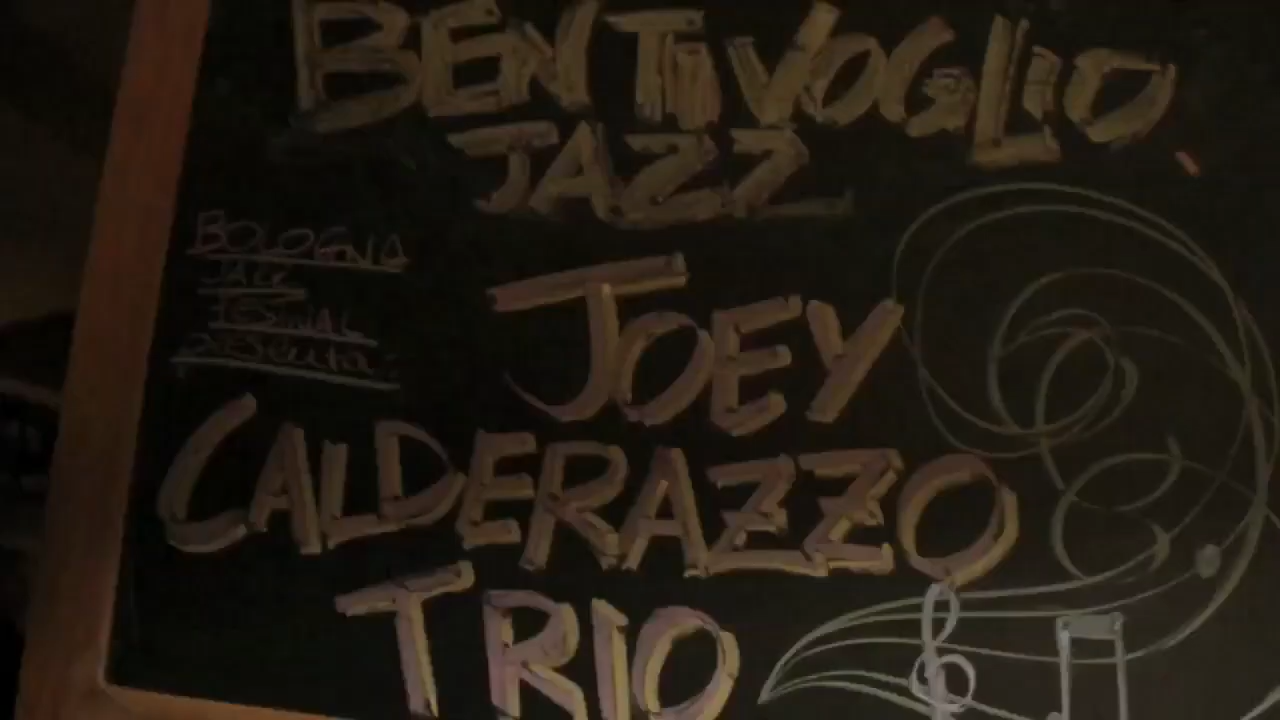 BENTIVOGLIO
JAZZ
BOLOGNA
JAZZ
FESTIVAL
JOEY
CALDERAZZO
TRIO